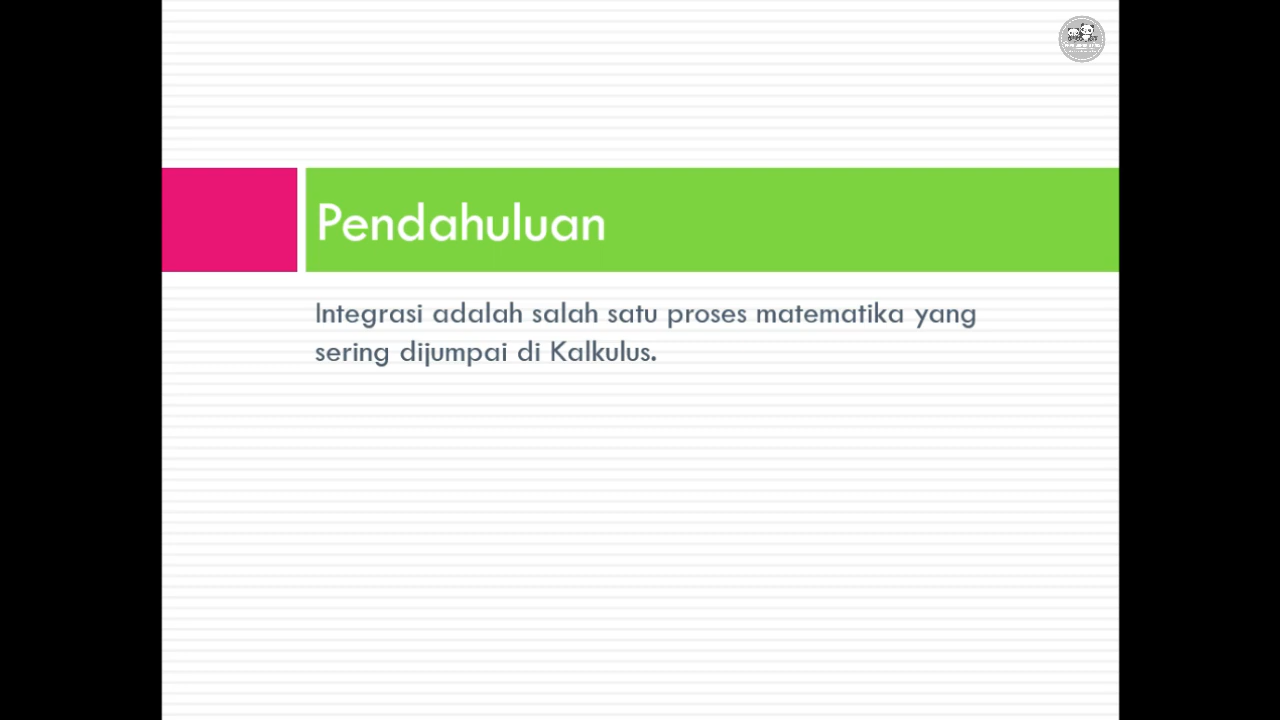 Pendahuluan
Integrasi adalah salah satu proses matematika yang
sering dijumpai di Kalkulus.